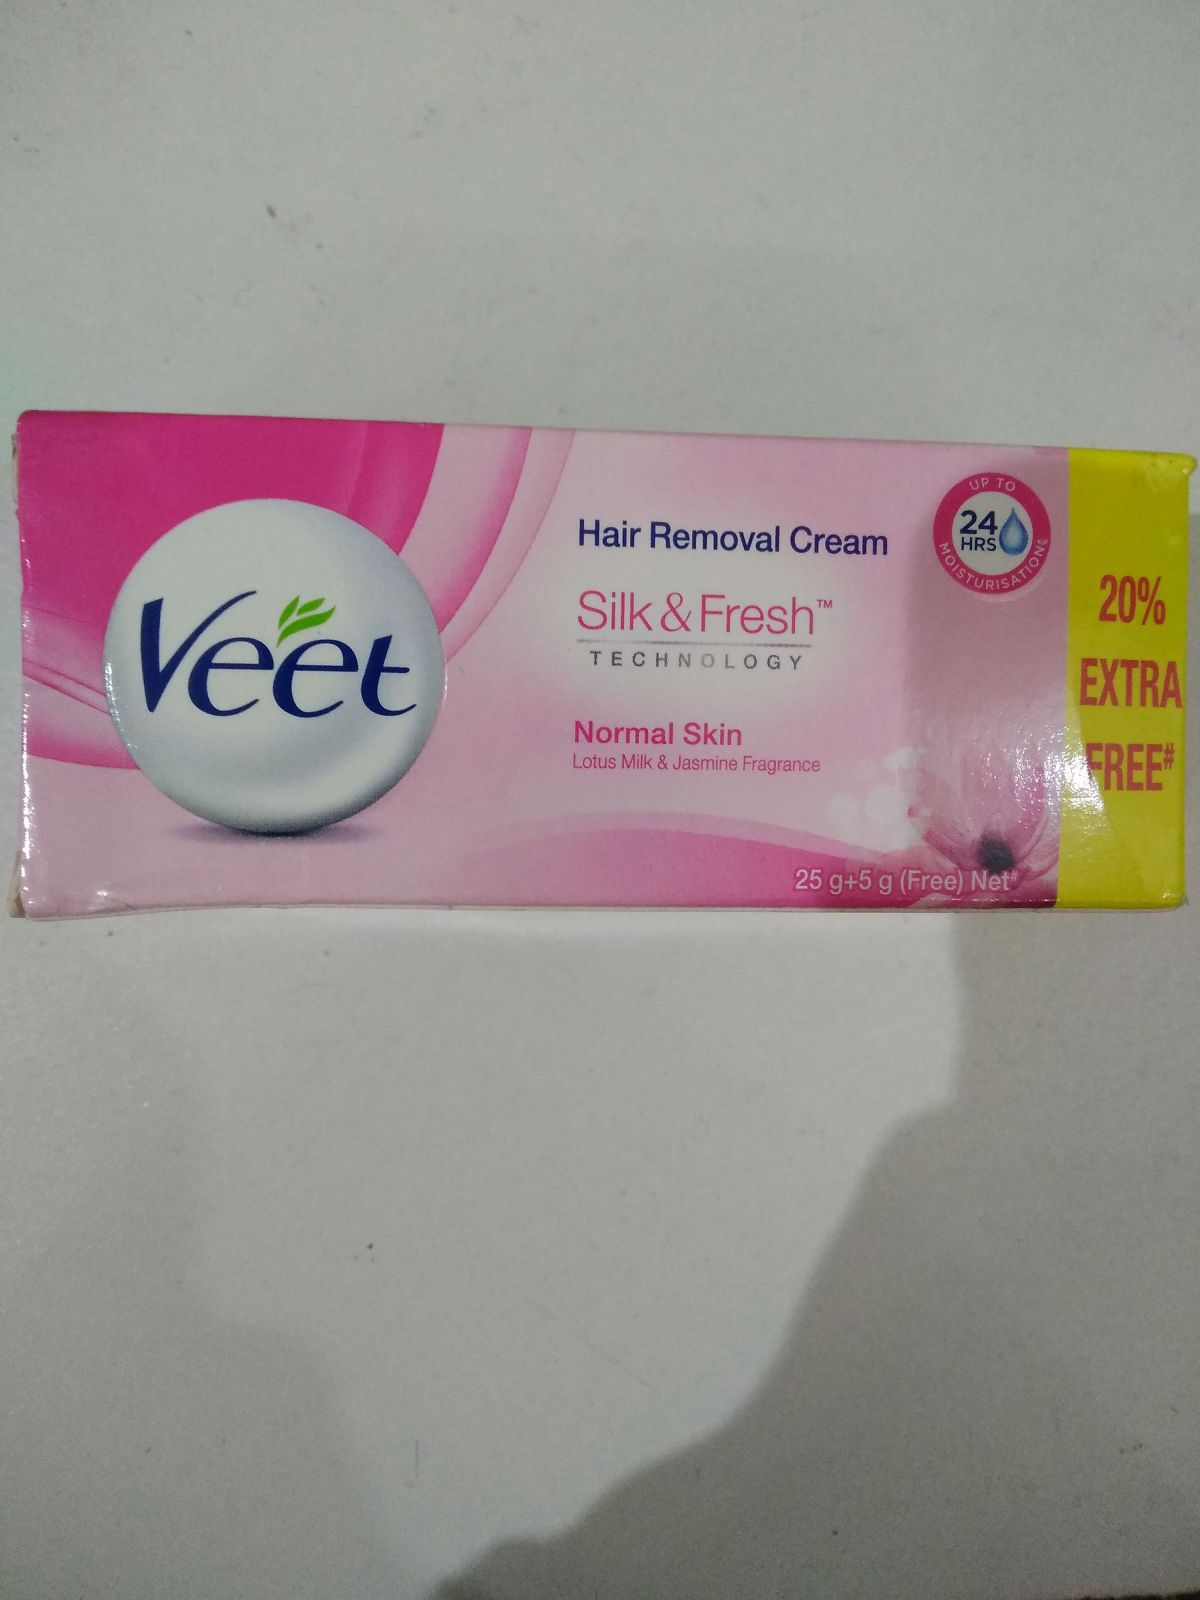 Veet
Hair Removal Cream
Silk & Fresh™
TECHNOLOGY
Normal Skin
Lotus Milk & Jasmine Fragrance
25 g+5 g (Free) Net#
UP TO
24
HRS
MOISTURISATION
20%
EXTRA
FREE#